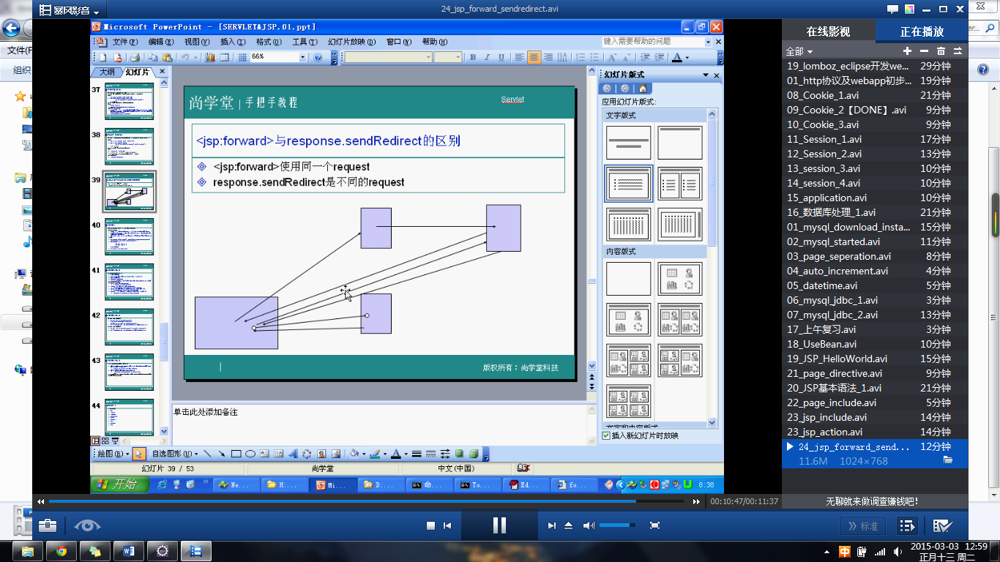 暴风影音
24_jsp_forward_sendredirect.avi
文件(F
组织
Microsoft PowerPoint - [SERVLET&JSP.01.ppt]
文件(F) 编辑(E) 视图(V) 插入(I) 格式(O) 工具(T) 幻灯片放映(D) 窗口(W) 帮助(H)
键入需要帮助的问题
66%
大纲 幻灯片
37
38
39
40
41
42
43
44
尚学堂 | 手把手教程
Servlet
<jsp:forward>与response.sendRedirect的区别
<jsp:forward>使用同一个request
response.sendRedirect是不同的request
版权所有：尚学堂科技
单击此处添加备注
幻灯片版式
应用幻灯片版式:
文字版式
内容版式
文字和内容版式
插入新幻灯片时放映
绘图(R) 自选图形(U)
幻灯片 39 / 53 尚学堂 中文(中国)
开始
Ne...
H:...
Mi...
D:...
命...
To...
Ed...
fo...
8:38
在线影视 正在播放
全部
19_lomboz_eclipse开发we... 29分钟
01_http协议及webapp初步... 19分钟
08_Cookie_1.avi 21分钟
09_Cookie_2【DONE】.avi 9分钟
10_Cookie_3.avi 9分钟
11_Session_1.avi 17分钟
12_Session_2.avi 13分钟
13_session_3.avi 10分钟
14_session_4.avi 10分钟
15_application.avi 10分钟
16_数据库处理_1.avi 21分钟
01_mysql_download_insta... 15分钟
02_mysql_started.avi 11分钟
03_page_seperation.avi 8分钟
04_auto_increment.avi 4分钟
05_datetime.avi 5分钟
06_mysql_jdbc_1.avi 3分钟
07_mysql_jdbc_2.avi 13分钟
17_上午复习.avi 3分钟
18_UseBean.avi 10分钟
19_JSP_HelloWorld.avi 15分钟
21_page_directive.avi 9分钟
20_JSP基本语法_1.avi 21分钟
22_page_include.avi 5分钟
23_jsp_include.avi 14分钟
23_jsp_action.avi 14分钟
24_jsp_forward_send... 12分钟
11.6M 1024×768
00:10:47/00:11:37
无聊就来做调查赚钱吧!
标准
中
12:59
2015-03-03
正月十三 周二